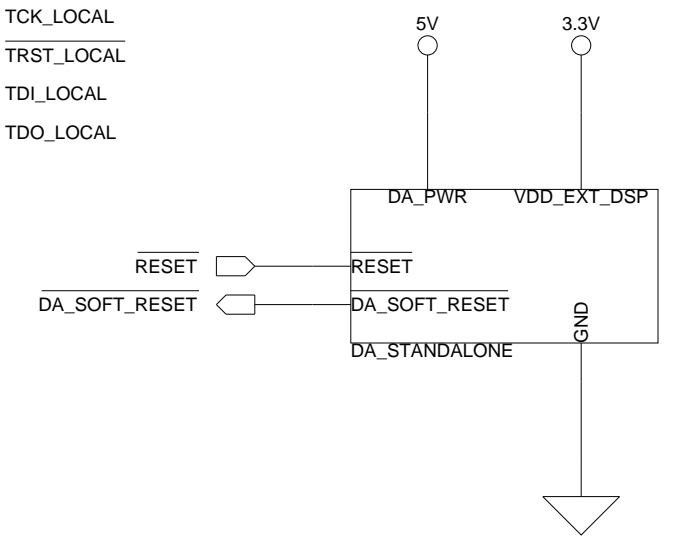 TCK_LOCAL
TRST_LOCAL
TDI_LOCAL
TDO_LOCAL
5V
3.3V
DA_PWR
VDD_EXT_DSP
RESET
RESET
DA_SOFT_RESET
DA_SOFT_RESET
GND
DA_STANDALONE